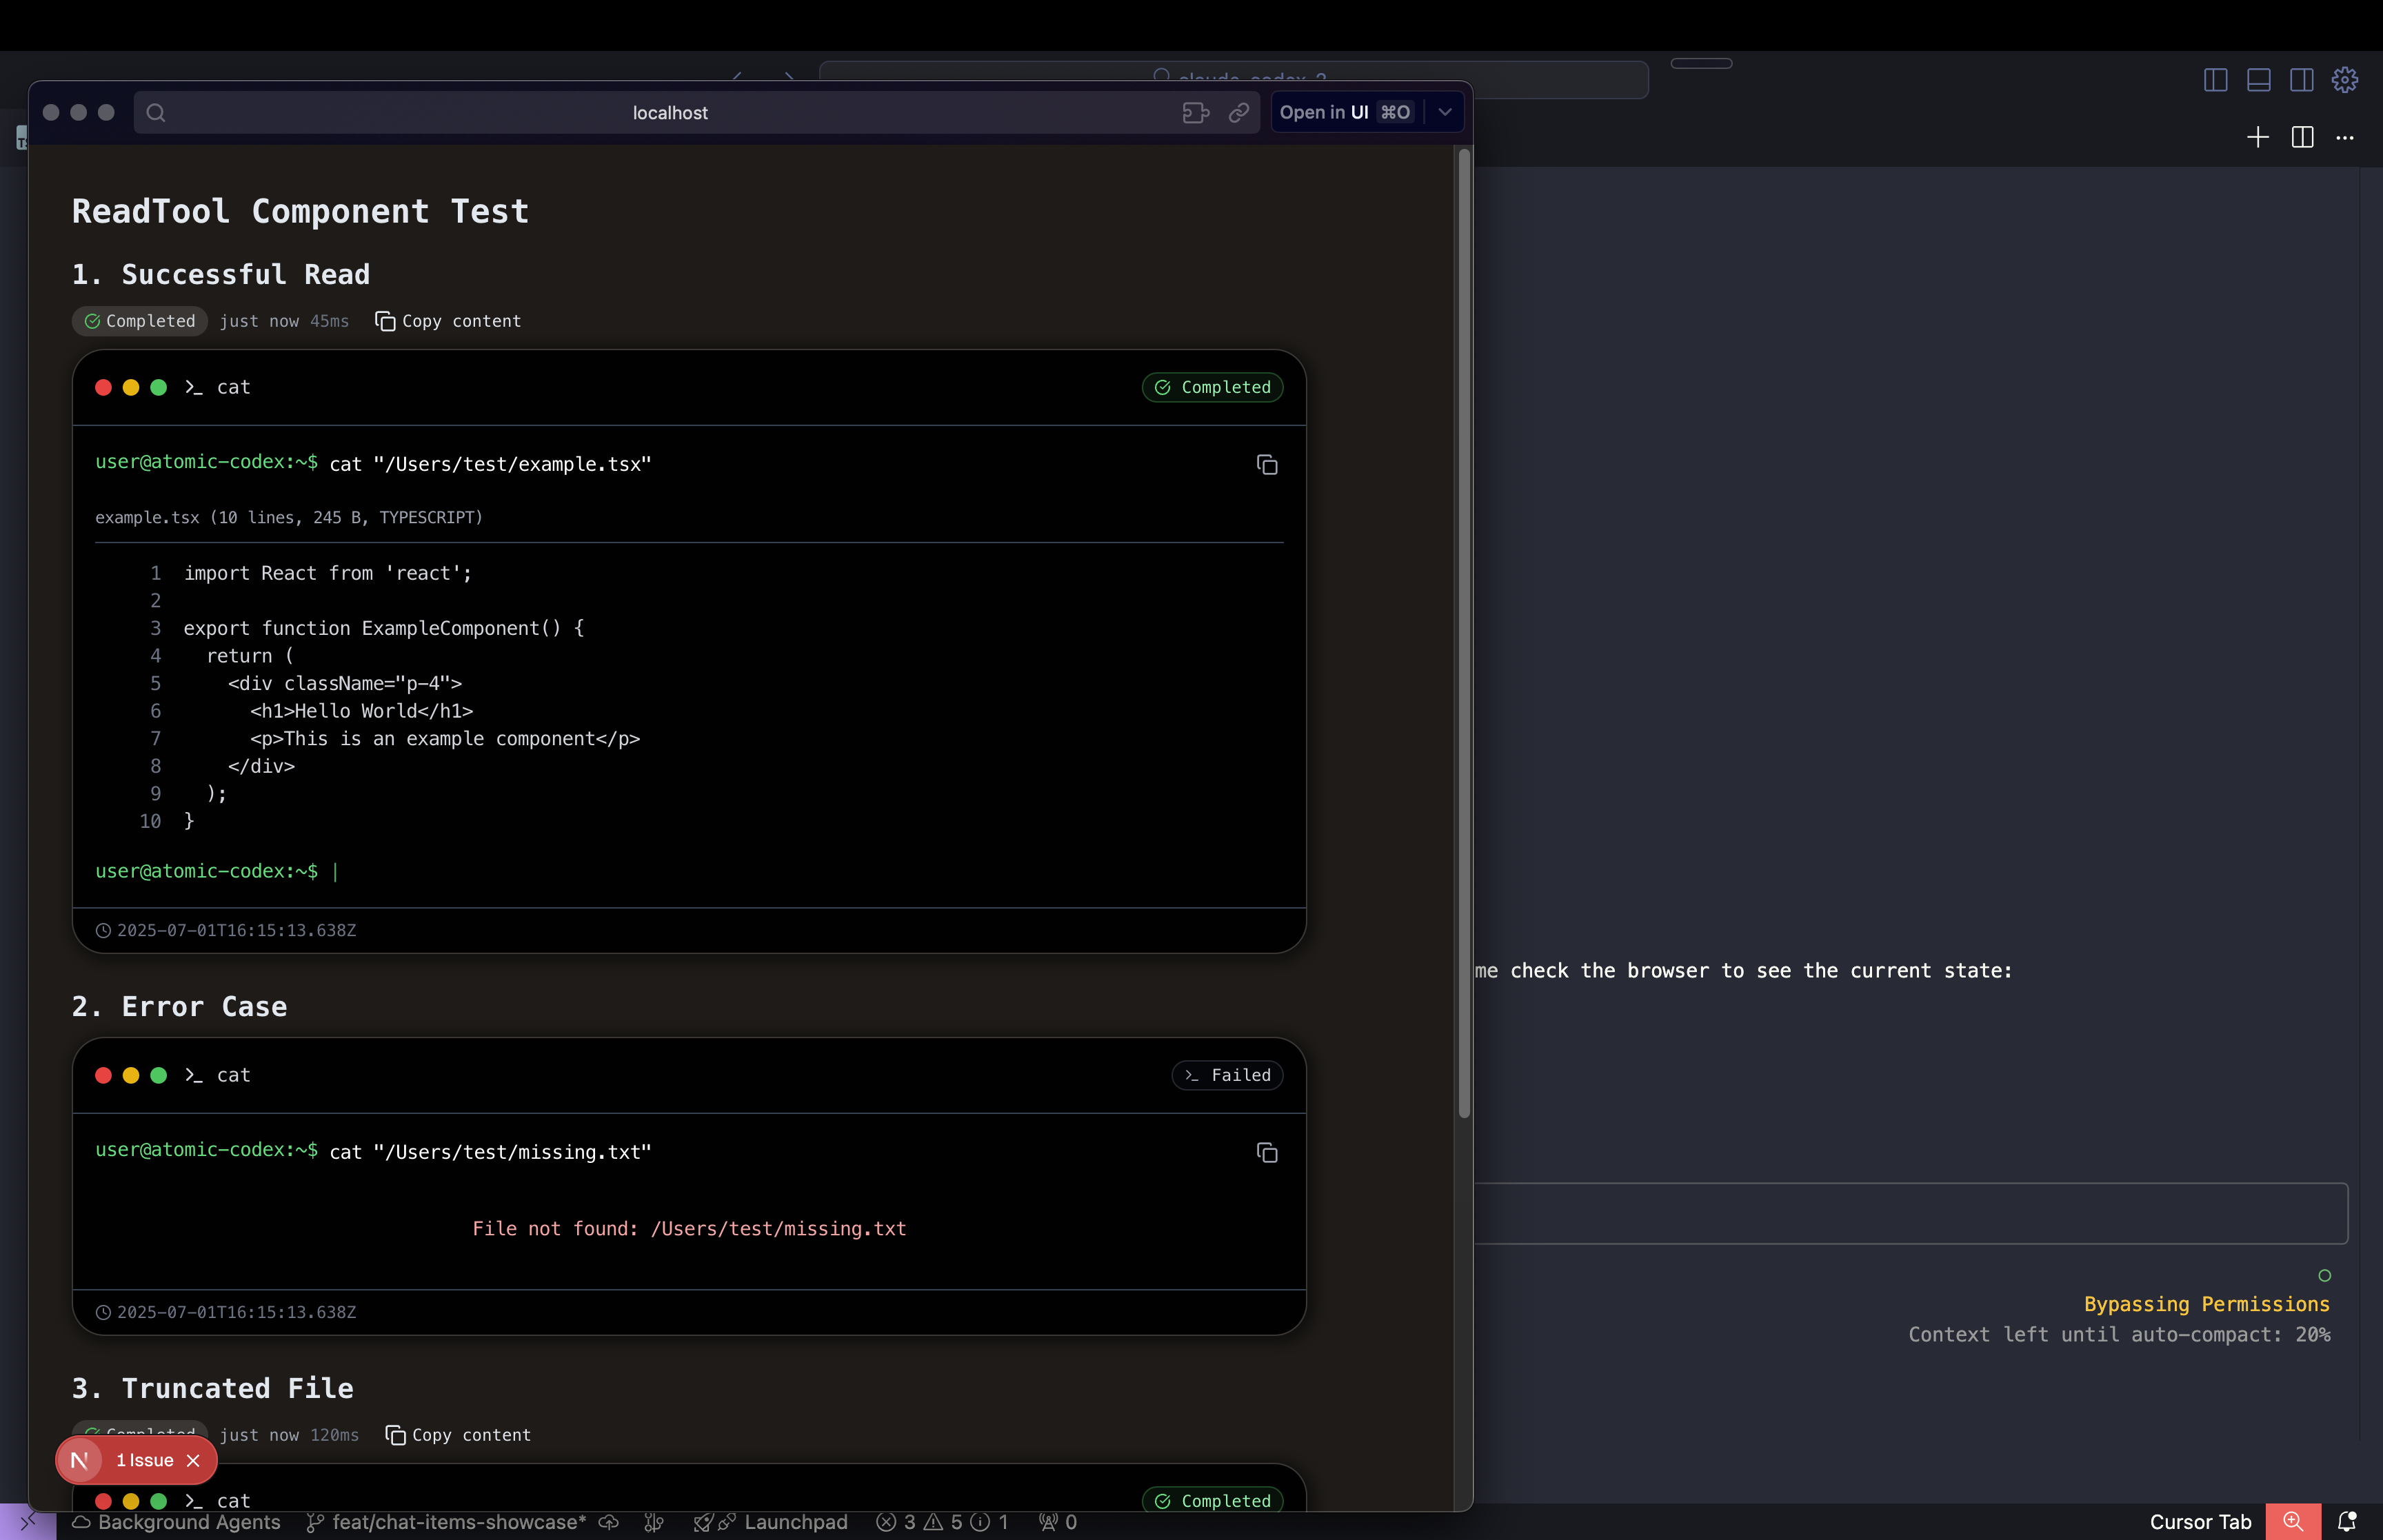 localhost
Open in UI ⌘O
ReadTool Component Test
1. Successful Read
Completed just now 45ms Copy content
>_ cat Completed
user@atomic-codex:~$ cat "/Users/test/example.tsx"
example.tsx (10 lines, 245 B, TYPESCRIPT)
1 import React from 'react';
2
3 export function ExampleComponent() {
4   return (
5     <div className="p-4">
6       <h1>Hello World</h1>
7       <p>This is an example component</p>
8     </div>
9   );
10 }
user@atomic-codex:~$ |
2025-07-01T16:15:13.638Z
2. Error Case
>_ cat >_ Failed
user@atomic-codex:~$ cat "/Users/test/missing.txt"
File not found: /Users/test/missing.txt
2025-07-01T16:15:13.638Z
3. Truncated File
Completed just now 120ms Copy content
N 1 Issue
>_ cat Completed
me check the browser to see the current state:
Bypassing Permissions
Context left until auto-compact: 20%
Background Agents feat/chat-items-showcase* Launchpad 3 5 1 0 Cursor Tab